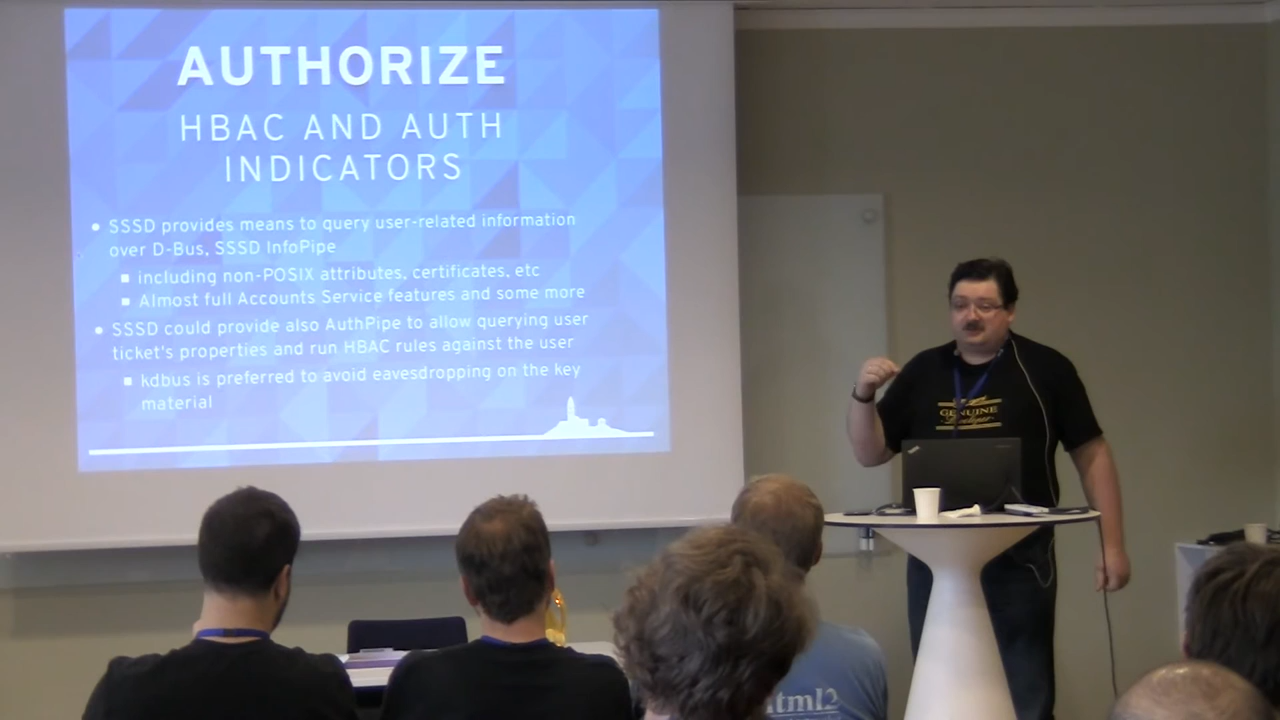 AUTHORIZE
HBAC AND AUTH
INDICATORS
SSSD provides means to query user-related information
over D-Bus, SSSD InfoPipe
including non-POSIX attributes, certificates, etc
Almost full Accounts Service features and some more
SSSD could provide also AuthPipe to allow querying user
ticket's properties and run HBAC rules against the user
kdbus is preferred to avoid eavesdropping on the key
material
GENUINE
Developer
tml2